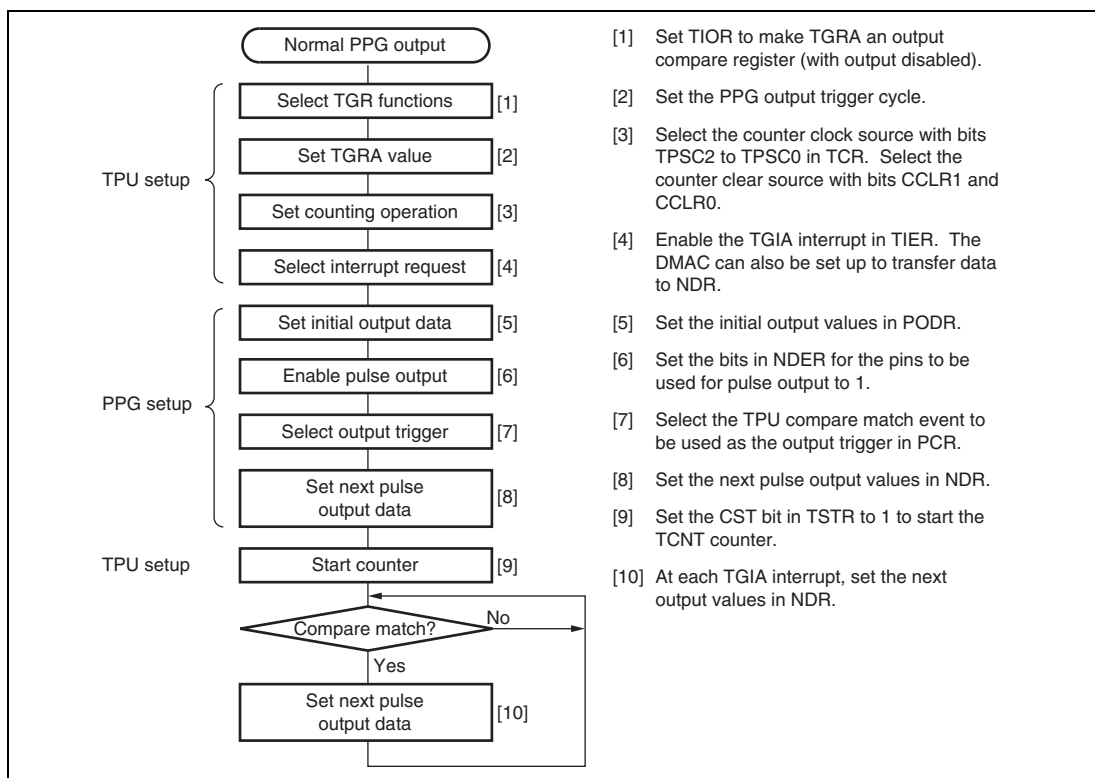 Normal PPG output
TPU setup
Select TGR functions [1]
Set TGRA value [2]
Set counting operation [3]
Select interrupt request [4]
PPG setup
Set initial output data [5]
Enable pulse output [6]
Select output trigger [7]
Set next pulse
output data [8]
TPU setup
Start counter [9]
Compare match?
No
Yes
Set next pulse
output data [10]
[1] Set TIOR to make TGRA an output
compare register (with output disabled).
[2] Set the PPG output trigger cycle.
[3] Select the counter clock source with bits
TPSC2 to TPSC0 in TCR. Select the
counter clear source with bits CCLR1 and
CCLR0.
[4] Enable the TGIA interrupt in TIER. The
DMAC can also be set up to transfer data
to NDR.
[5] Set the initial output values in PODR.
[6] Set the bits in NDER for the pins to be
used for pulse output to 1.
[7] Select the TPU compare match event to
be used as the output trigger in PCR.
[8] Set the next pulse output values in NDR.
[9] Set the CST bit in TSTR to 1 to start the
TCNT counter.
[10] At each TGIA interrupt, set the next
output values in NDR.